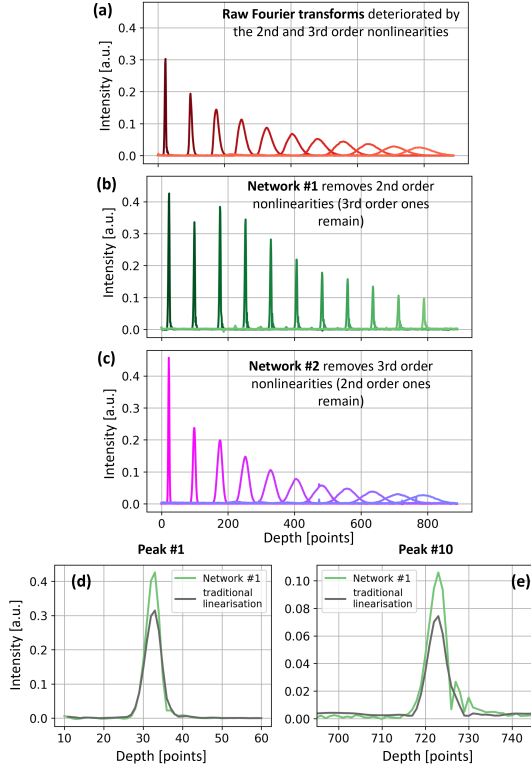 (a)
Raw Fourier transforms deteriorated by
the 2nd and 3rd order nonlinearities
Intensity [a.u.]
0.4
0.3
0.2
0.1
0.0
(b)
Network #1 removes 2nd order
nonlinearities (3rd order ones
remain)
Intensity [a.u.]
0.4
0.3
0.2
0.1
0.0
(c)
Network #2 removes 3rd order
nonlinearities (2nd order ones
remain)
Intensity [a.u.]
0.4
0.3
0.2
0.1
0.0
0 200 400 600 800
Depth [points]
Peak #1
(d)
Network #1
traditional
linearisation
Intensity [a.u.]
0.4
0.3
0.2
0.1
0.0
10 20 30 40 50 60
Depth [points]
Peak #10
(e)
Network #1
traditional
linearisation
0.10
0.08
0.06
0.04
0.02
0.00
700 720 740
Depth [points]